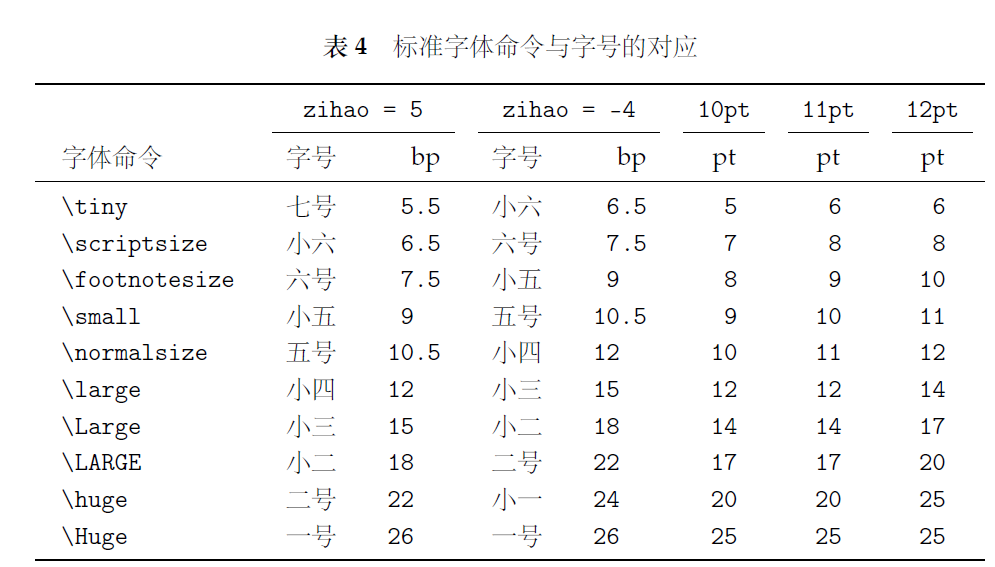 表 4 标准字体命令与字号的对应
zihao = 5 zihao = -4 10pt 11pt 12pt
字体命令 字号 bp 字号 bp pt pt pt
\tiny 七号 5.5 小六 6.5 5 6 6
\scriptsize 小六 6.5 六号 7.5 7 8 8
\footnotesize 六号 7.5 小五 9 8 9 10
\small 小五 9 五号 10.5 9 10 11
\normalsize 五号 10.5 小四 12 10 11 12
\large 小四 12 小三 15 12 12 14
\Large 小三 15 小二 18 14 14 17
\LARGE 小二 18 二号 22 17 17 20
\huge 二号 22 小一 24 20 20 25
\Huge 一号 26 一号 26 25 25 25